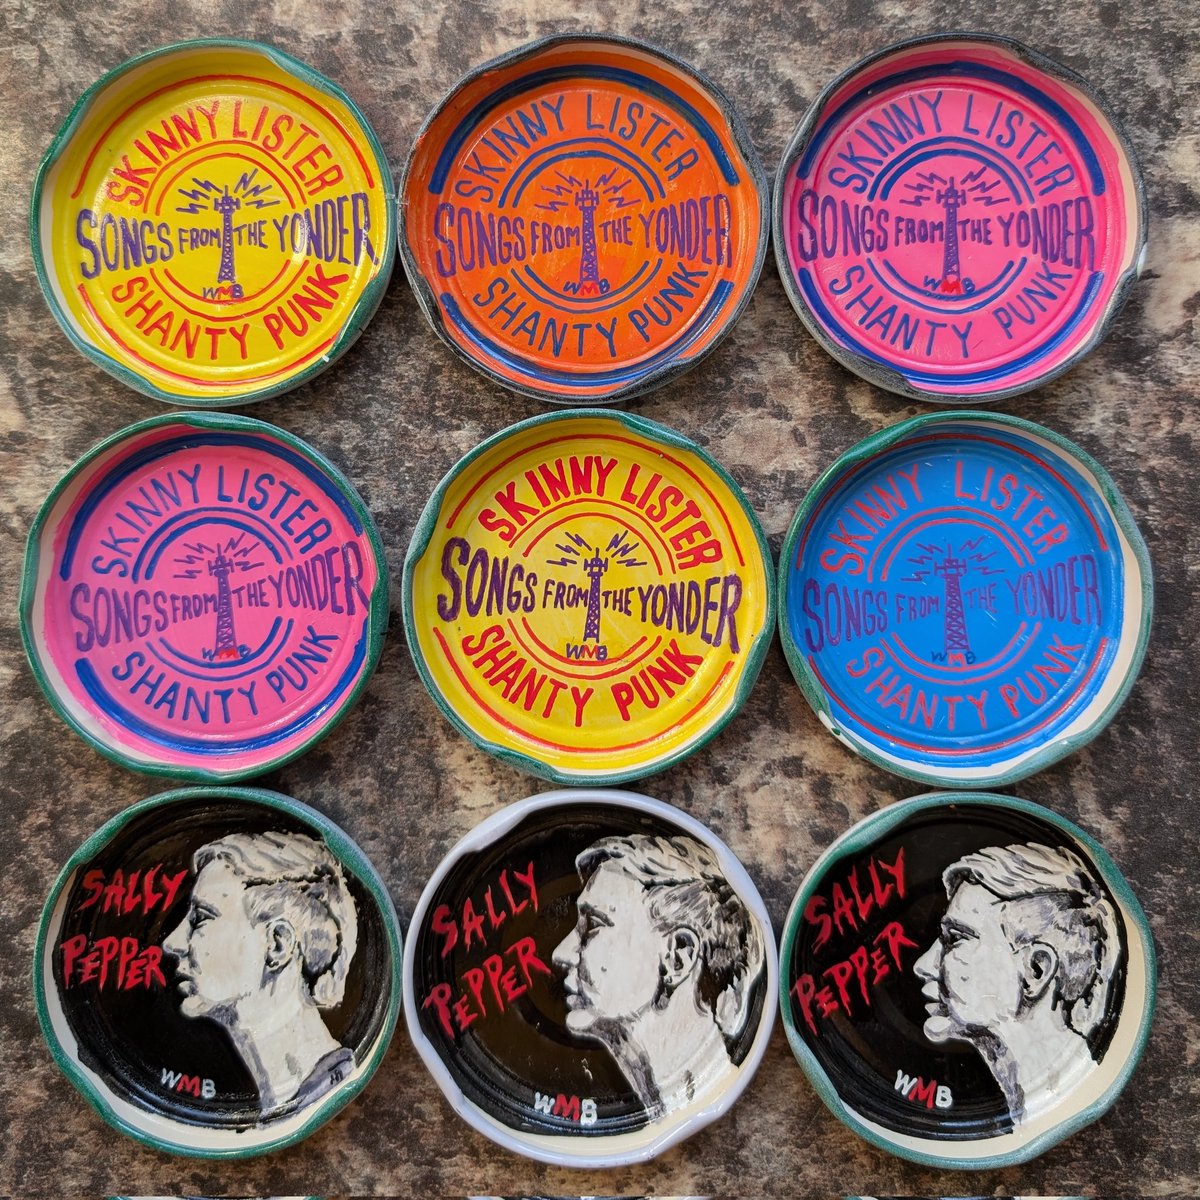 SKINNY LISTER
SONGS FROM THE YONDER
WMB
SHANTY PUNK
SKINNY LISTER
SONGS FROM THE YONDER
WMB
SHANTY PUNK
SKINNY LISTER
SONGS FROM THE YONDER
WMB
SHANTY PUNK
SKINNY LISTER
SONGS FROM THE YONDER
WMB
SHANTY PUNK
SKINNY LISTER
SONGS FROM THE YONDER
WMB
SHANTY PUNK
SKINNY LISTER
SONGS FROM THE YONDER
WMB
SHANTY PUNK
SALLY
PEPPER
WMB
SALLY
PEPPER
WMB
SALLY
PEPPER
WMB